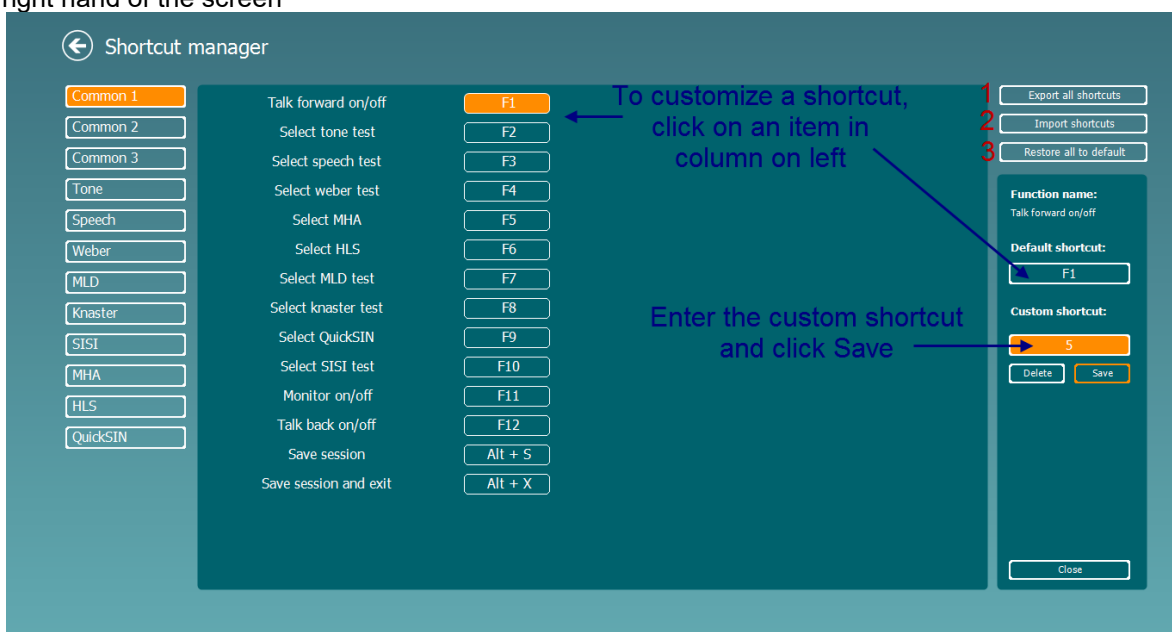 right hand of the screen
Shortcut manager
Common 1
Common 2
Common 3
Tone
Speech
Weber
MLD
Knaster
SISI
MHA
HLS
QuickSIN
Talk forward on/off F1
Select tone test F2
Select speech test F3
Select weber test F4
Select MHA F5
Select HLS F6
Select MLD test F7
Select knaster test F8
Select QuickSIN F9
Select SISI test F10
Monitor on/off F11
Talk back on/off F12
Save session Alt + S
Save session and exit Alt + X
To customize a shortcut,
click on an item in
column on left
Enter the custom shortcut
and click Save
1 Export all shortcuts
2 Import shortcuts
3 Restore all to default
Function name:
Talk forward on/off
Default shortcut:
F1
Custom shortcut:
5
Delete Save
Close